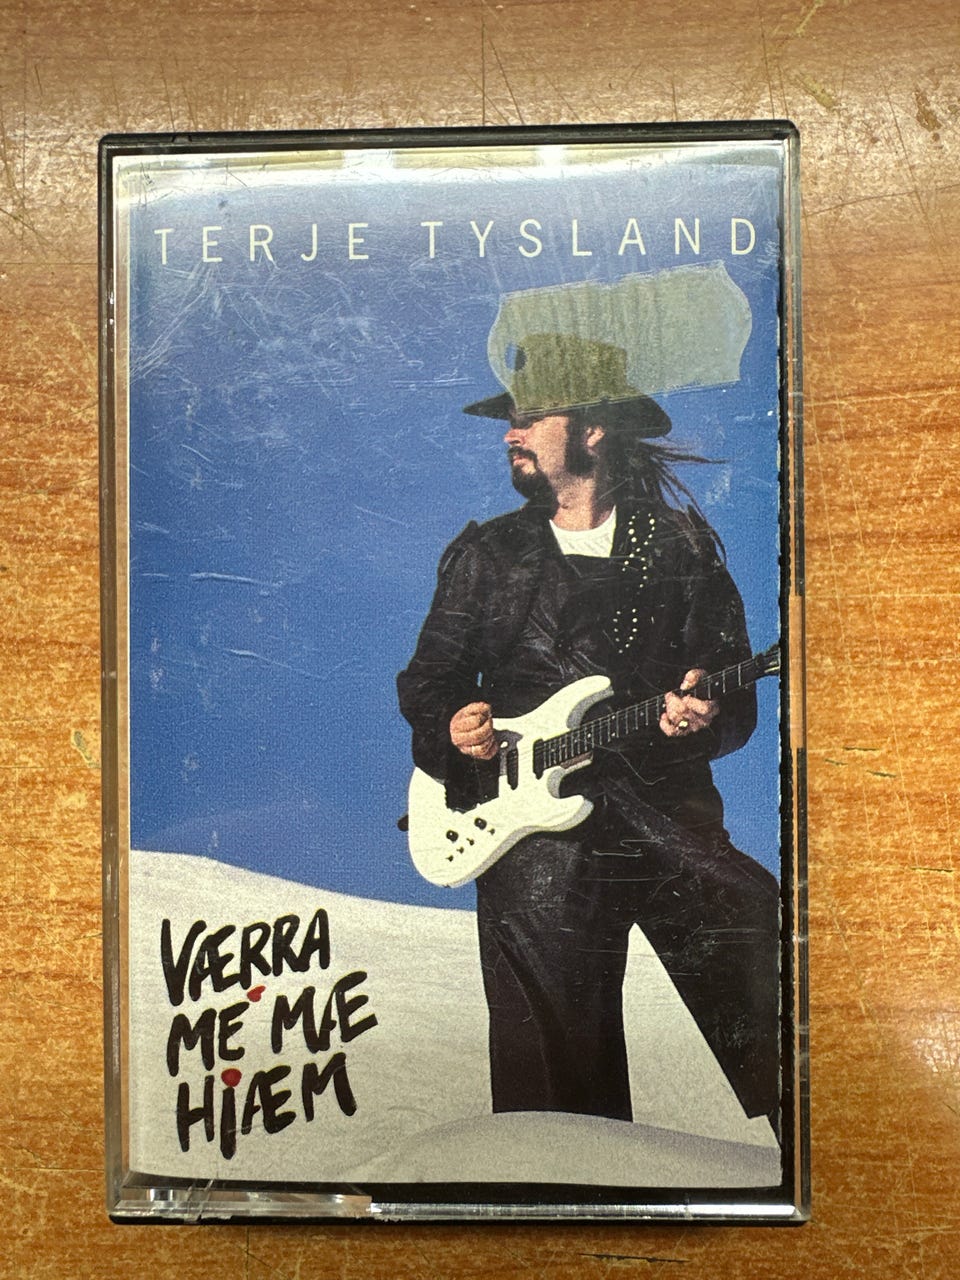 TERJE TYSLAND
VÆRRA
ME' MÆ
HjÆM